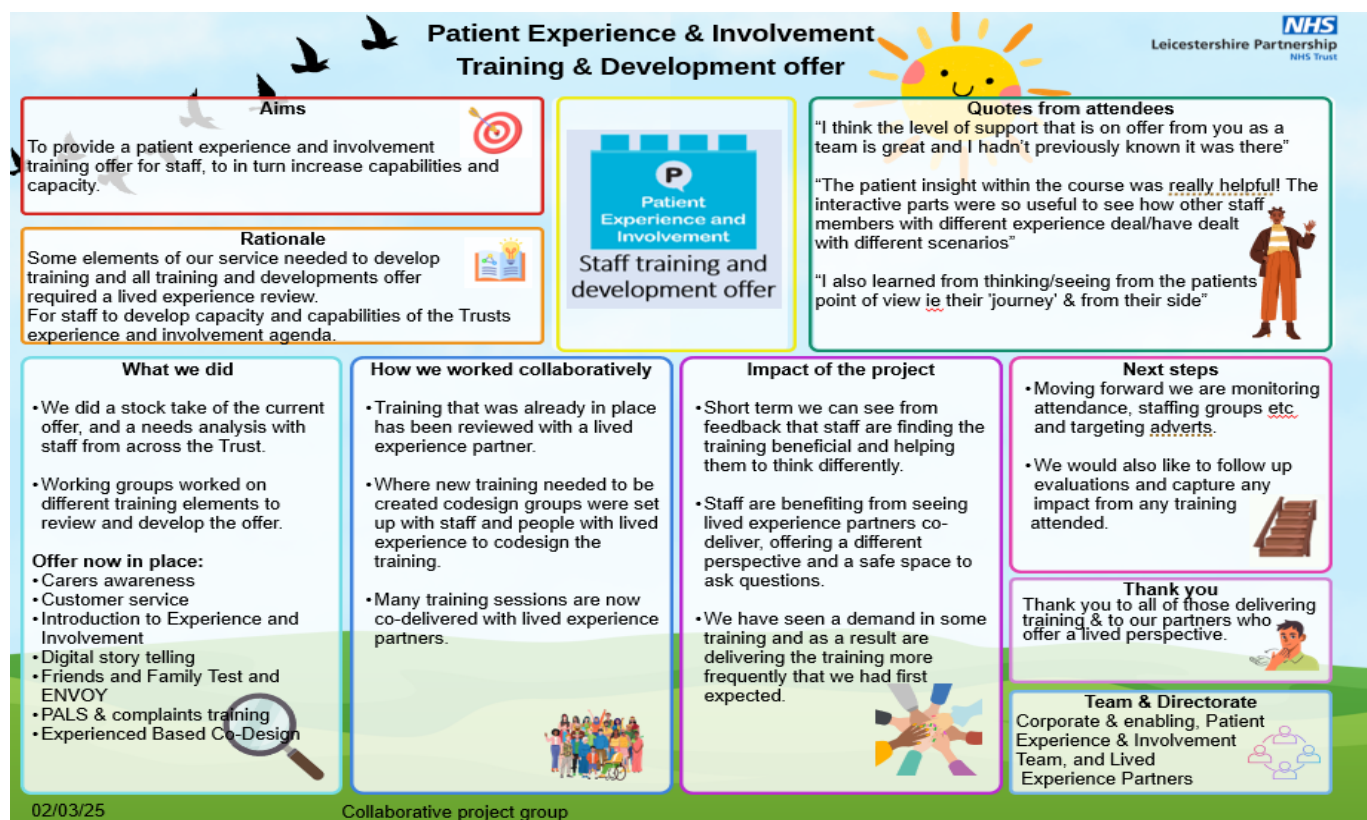 Patient Experience & Involvement
Training & Development offer
NHS
Leicestershire Partnership
NHS Trust
Aims
To provide a patient experience and involvement
training offer for staff, to in turn increase capabilities and
capacity.
Rationale
Some elements of our service needed to develop
training and all training and developments offer
required a lived experience review.
For staff to develop capacity and capabilities of the Trusts
experience and involvement agenda.
P
Patient
Experience and
Involvement
Staff training and
development offer
Quotes from attendees
“I think the level of support that is on offer from you as a
team is great and I hadn’t previously known it was there”
“The patient insight within the course was really helpful! The
interactive parts were so useful to see how other staff
members with different experience deal/have dealt
with different scenarios”
“I also learned from thinking/seeing from the patients
point of view ie their 'journey' & from their side”
What we did
•We did a stock take of the current
offer, and a needs analysis with
staff from across the Trust.
•Working groups worked on
different training elements to
review and develop the offer.
Offer now in place:
•Carers awareness
•Customer service
•Introduction to Experience and
Involvement
•Digital story telling
•Friends and Family Test and
ENVOY
•PALS & complaints training
•Experienced Based Co-Design
How we worked collaboratively
•Training that was already in place
has been reviewed with a lived
experience partner.
•Where new training needed to be
created codesign groups were set
up with staff and people with lived
experience to codesign the
training.
•Many training sessions are now
co-delivered with lived experience
partners.
Impact of the project
•Short term we can see from
feedback that staff are finding the
training beneficial and helping
them to think differently.
•Staff are benefiting from seeing
lived experience partners co-
deliver, offering a different
perspective and a safe space to
ask questions.
•We have seen a demand in some
training and as a result are
delivering the training more
frequently that we had first
expected.
Next steps
•Moving forward we are monitoring
attendance, staffing groups etc
and targeting adverts.
•We would also like to follow up
evaluations and capture any
impact from any training
attended.
Thank you
Thank you to all of those delivering
training & to our partners who
offer a lived perspective.
Team & Directorate
Corporate & enabling, Patient
Experience & Involvement
Team, and Lived
Experience Partners
02/03/25
Collaborative project group